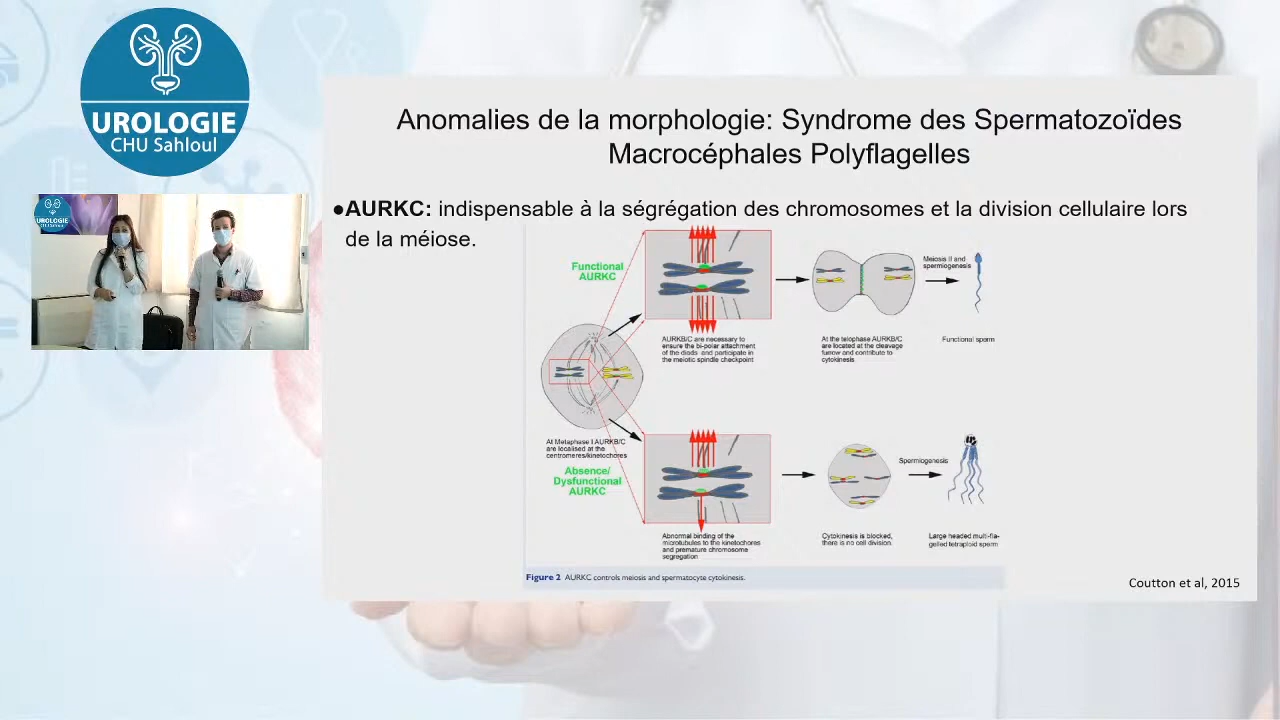 UROLOGIE
CHU Sahloul
UROLOGIE
Anomalies de la morphologie: Syndrome des Spermatozoïdes
Macrocéphales Polyflagelles
●AURKC: indispensable à la ségrégation des chromosomes et la division cellulaire lors
de la méiose.
Functional
AURKC
AURKB/C are necessary to
ensure the bi-polar attachment
of the diads and participate in
the meiotic spindle checkpoint
At the telophase AURKB/C
are located at the cleavage
furrow and contribute to
cytokinesis
Meiosis II and
spermiogenesis
Functional sperm
At Metaphase I AURKB/C
are localised at the
centromeres/kinetochores
Absence/
Dysfunctional
AURKC
Abnormal binding of the
microtubules to the kinetochores
and premature chromosome
segregation
Cytokinesis is blocked,
there is no cell division.
Spermiogenesis
Large headed multi-fla-
gelled tetraploid sperm
Figure 2 AURKC controls meiosis and spermatocyte cytokinesis.
Coutton et al, 2015